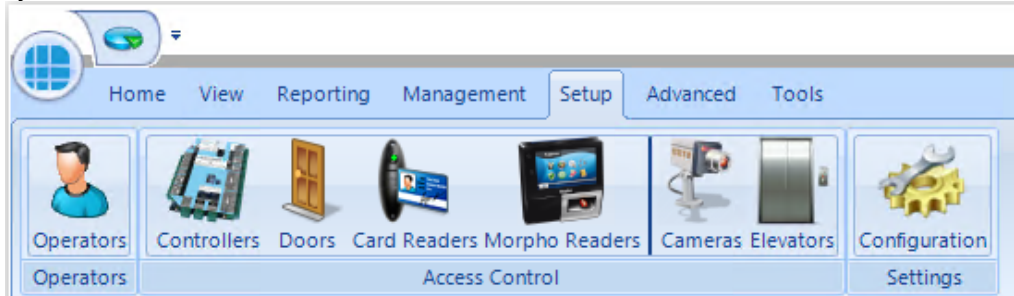 Home View Reporting Management Setup Advanced Tools
Operators Controllers Doors Card Readers Morpho Readers Cameras Elevators Configuration
Operators Access Control Settings